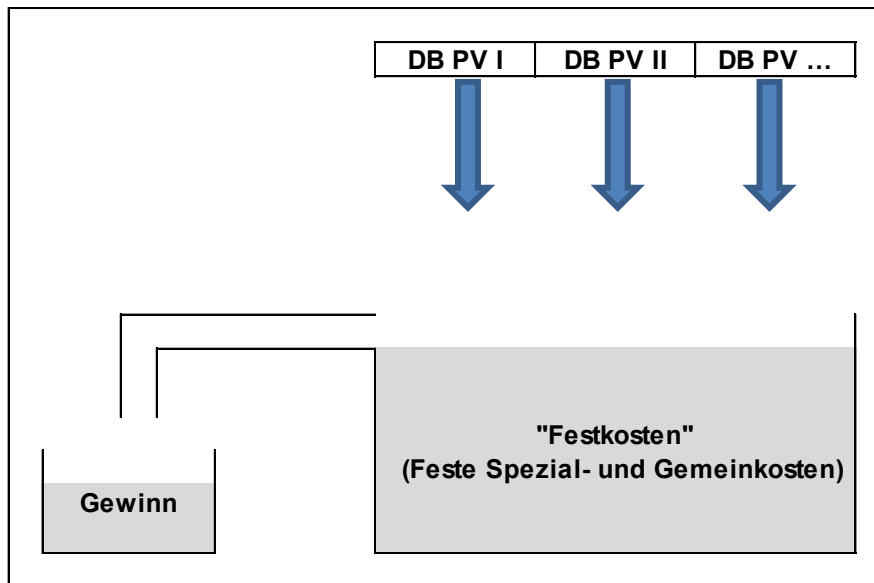 DB PV I DB PV II DB PV ...
"Festkosten"
(Feste Spezial- und Gemeinkosten)
Gewinn